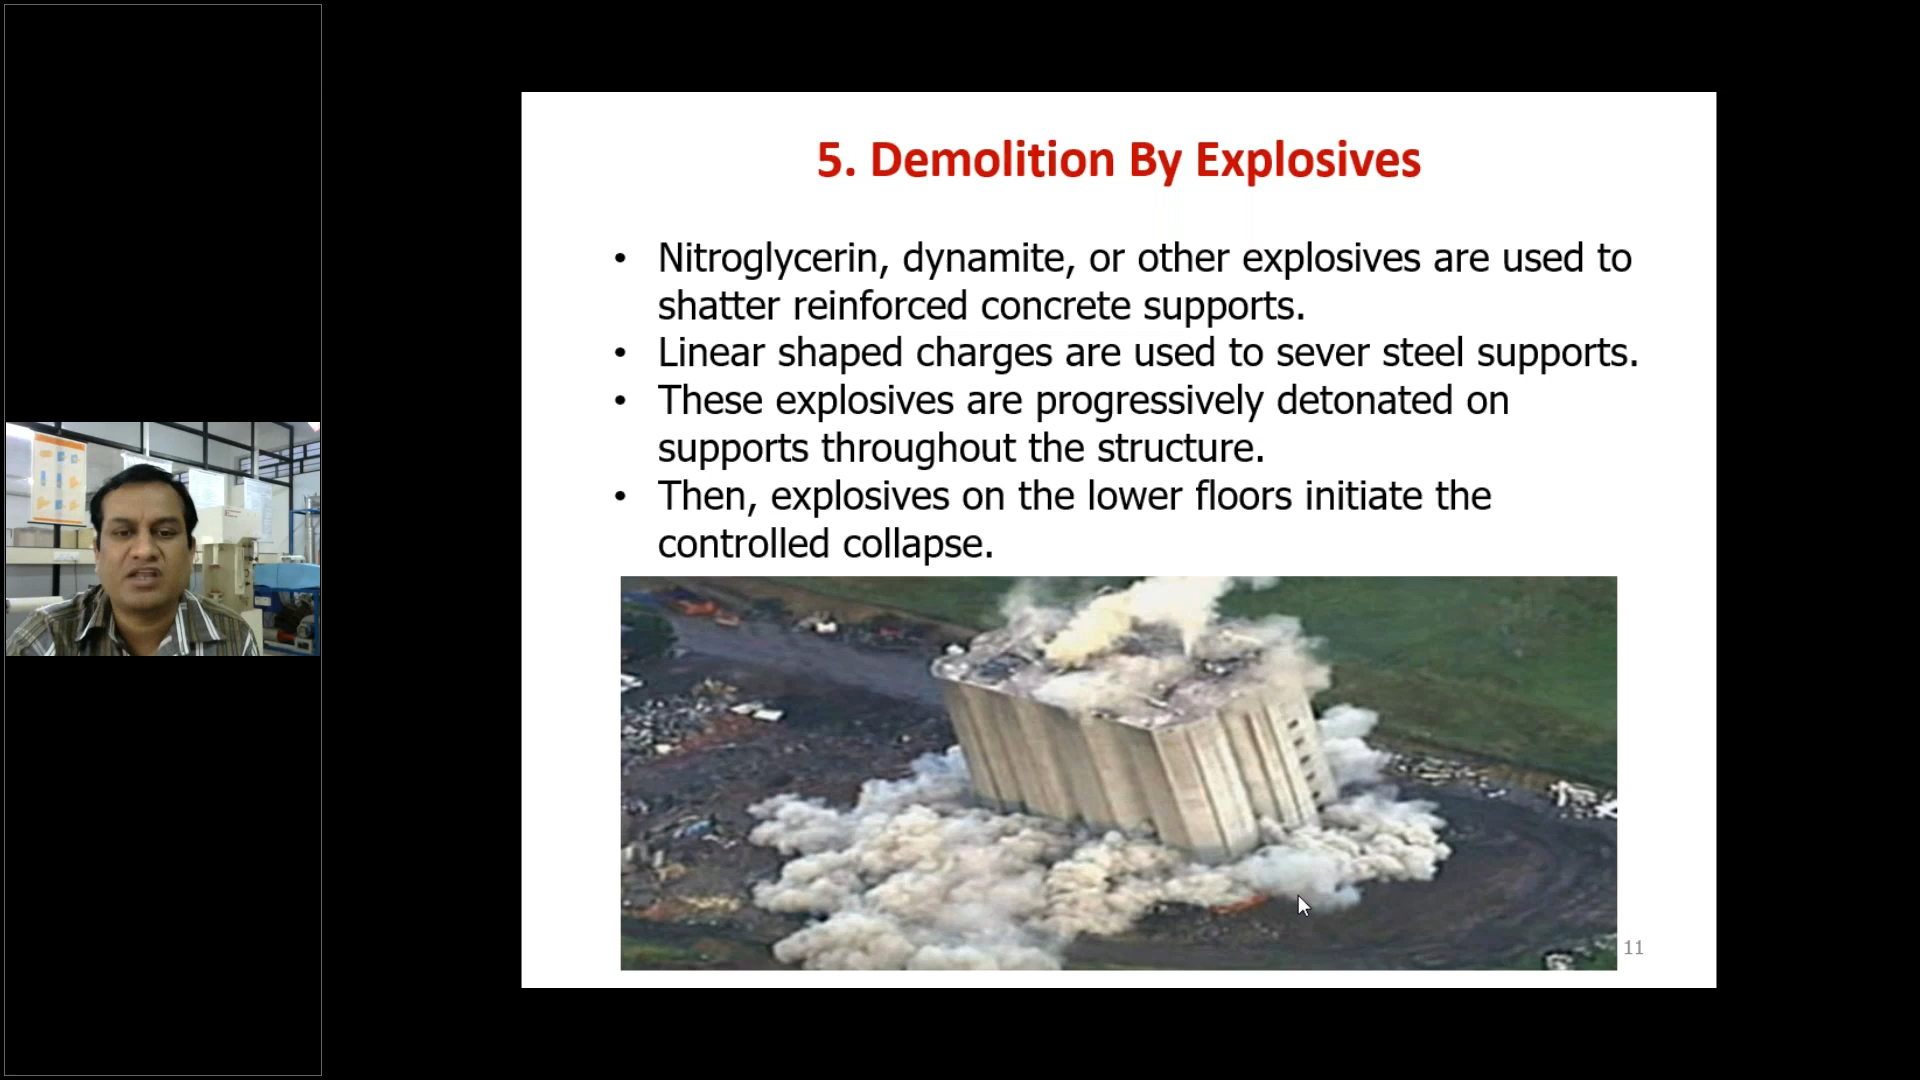 5. Demolition By Explosives
• Nitroglycerin, dynamite, or other explosives are used to
shatter reinforced concrete supports.
• Linear shaped charges are used to sever steel supports.
• These explosives are progressively detonated on
supports throughout the structure.
• Then, explosives on the lower floors initiate the
controlled collapse.
11